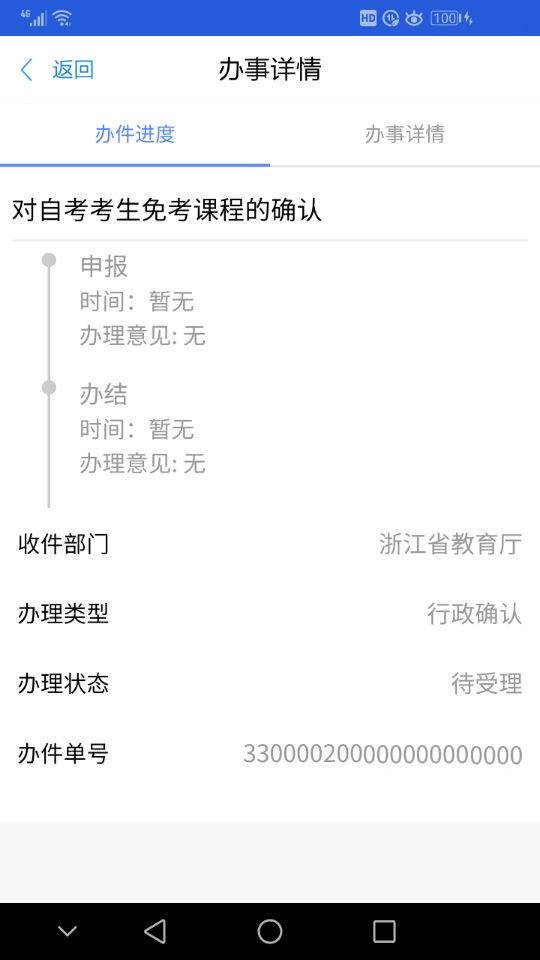 4G HD 100
返回 办事详情
办件进度 办事详情
对自考考生免考课程的确认
申报
时间：暂无
办理意见: 无
办结
时间：暂无
办理意见: 无
收件部门 浙江省教育厅
办理类型 行政确认
办理状态 待受理
办件单号 330000200000000000000